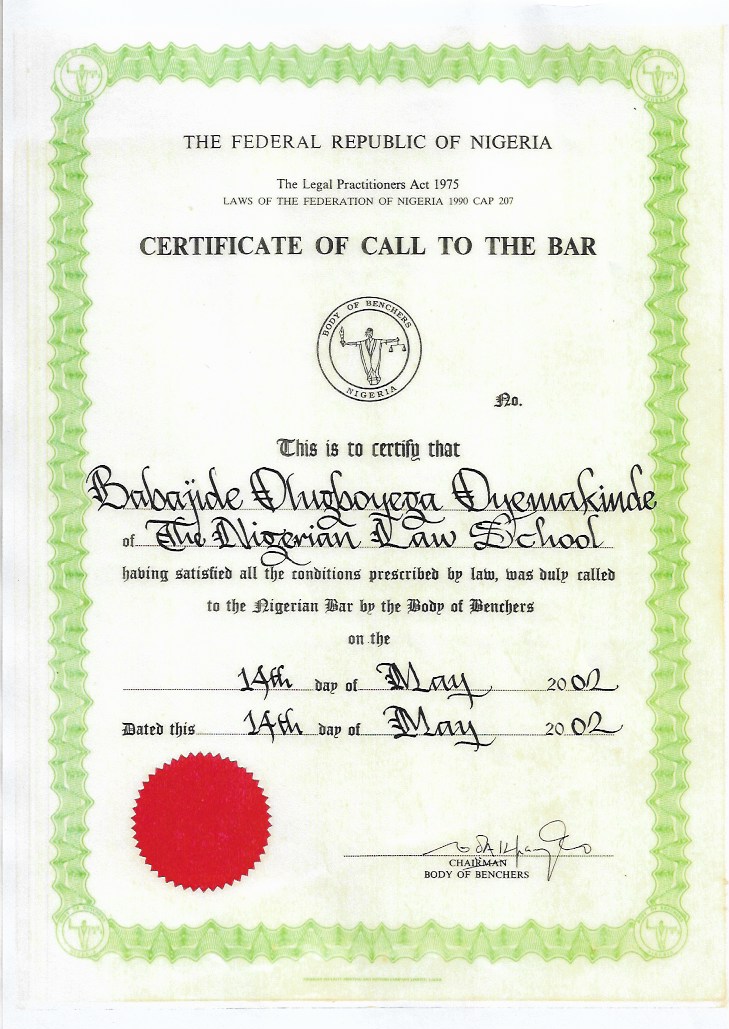 THE FEDERAL REPUBLIC OF NIGERIA
The Legal Practitioners Act 1975
LAWS OF THE FEDERATION OF NIGERIA 1990 CAP 207
CERTIFICATE OF CALL TO THE BAR
BODY OF BENCHERS
NIGERIA
No.
This is to certify that
Babajide Olugboyega Oyemakinde
of The Nigerian Law School
having satisfied all the conditions prescribed by law, was duly called
to the Nigerian Bar by the Body of Benchers
on the
14th day of May 2002
Dated this 14th day of May 2002
CHAIRMAN
BODY OF BENCHERS